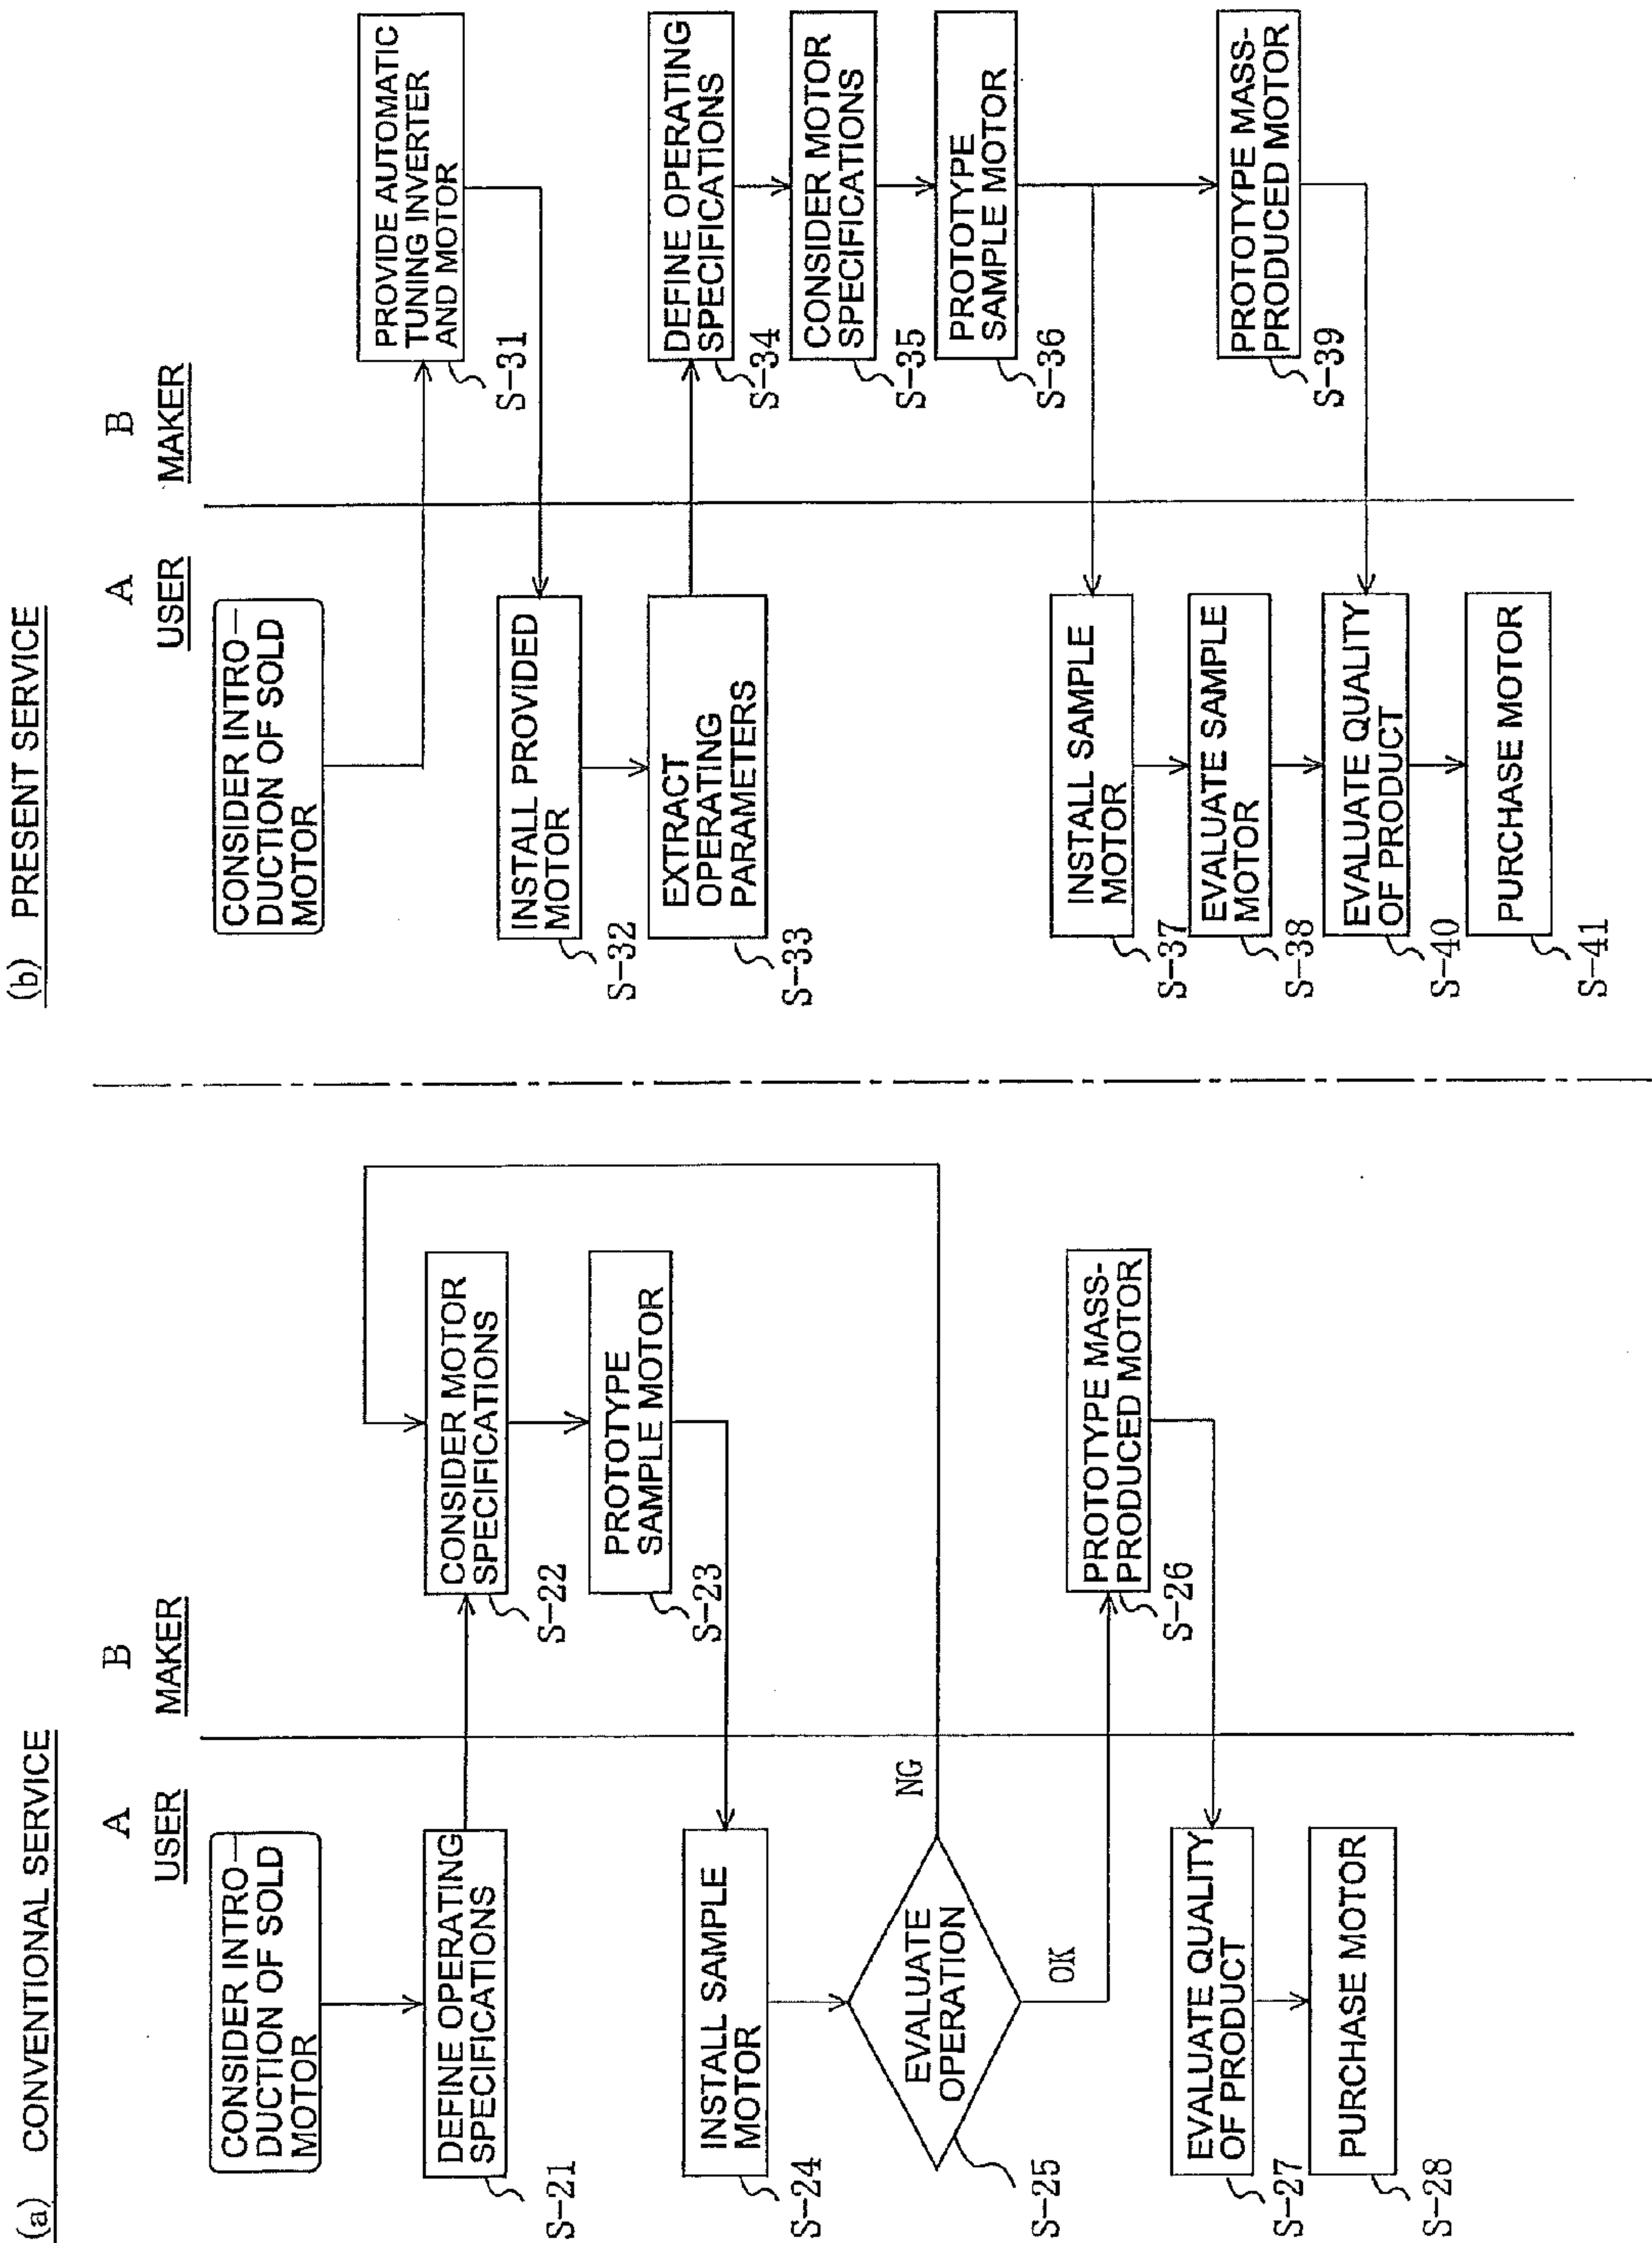 (a) CONVENTIONAL SERVICE
A
USER
B
MAKER
CONSIDER INTRO-
DUCTION OF SOLD
MOTOR
DEFINE OPERATING
SPECIFICATIONS
S-21
CONSIDER MOTOR
SPECIFICATIONS
S-22
PROTOTYPE
SAMPLE MOTOR
S-23
INSTALL SAMPLE
MOTOR
S-24
EVALUATE
OPERATION
S-25
NG
OK
PROTOTYPE MASS-
PRODUCED MOTOR
S-26
EVALUATE QUALITY
OF PRODUCT
S-27
PURCHASE MOTOR
S-28
(b) PRESENT SERVICE
A
USER
B
MAKER
CONSIDER INTRO-
DUCTION OF SOLD
MOTOR
PROVIDE AUTOMATIC
TUNING INVERTER
AND MOTOR
S-31
INSTALL PROVIDED
MOTOR
S-32
EXTRACT
OPERATING
PARAMETERS
S-33
DEFINE OPERATING
SPECIFICATIONS
S-34
CONSIDER MOTOR
SPECIFICATIONS
S-35
PROTOTYPE
SAMPLE MOTOR
S-36
INSTALL SAMPLE
MOTOR
S-37
EVALUATE SAMPLE
MOTOR
S-38
PROTOTYPE MASS-
PRODUCED MOTOR
S-39
EVALUATE QUALITY
OF PRODUCT
S-40
PURCHASE MOTOR
S-41